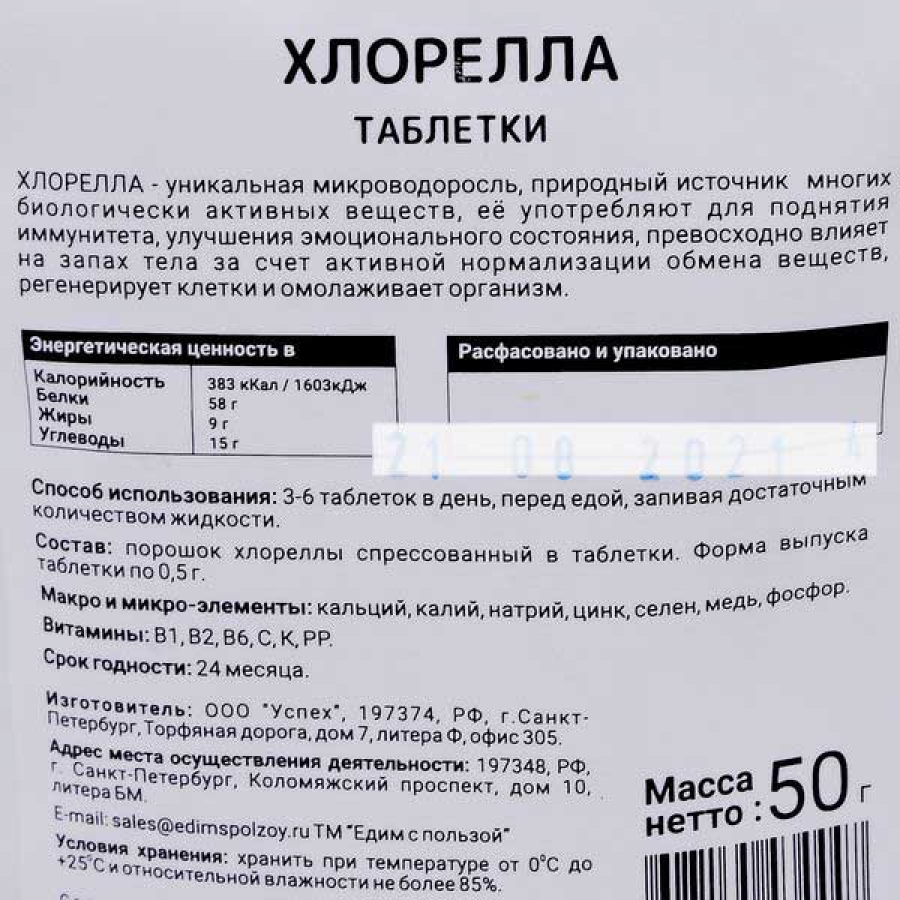 ХЛОРЕЛЛА
ТАБЛЕТКИ
ХЛОРЕЛЛА - уникальная микроводоросль, природный источник многих
биологически активных веществ, её употребляют для поднятия
иммунитета, улучшения эмоционального состояния, превосходно влияет
на запах тела за счет активной нормализации обмена веществ,
регенерирует клетки и омолаживает организм.
Энергетическая ценность в
Калорийность 383 кКал / 1603кДж
Белки 58 г
Жиры 9 г
Углеводы 15 г
Расфасовано и упаковано
21 08 2021
Способ использования: 3-6 таблеток в день, перед едой, запивая достаточным
количеством жидкости.
Состав: порошок хлореллы спрессованный в таблетки. Форма выпуска
таблетки по 0,5 г.
Макро и микро-элементы: кальций, калий, натрий, цинк, селен, медь, фосфор.
Витамины: В1, В2, В6, С, К, РР.
Срок годности: 24 месяца.
Изготовитель: ООО "Успех", 197374, РФ, г.Санкт-
Петербург, Торфяная дорога, дом 7, литера Ф, офис 305.
Адрес места осуществления деятельности: 197348, РФ,
г. Санкт-Петербург, Коломяжский проспект, дом 10,
литера БМ.
E-mail: sales@edimspolzoy.ru ТМ "Едим с пользой"
Условия хранения: хранить при температуре от 0°С до
+25°С и относительной влажности не более 85%.
Масса
нетто : 50 г